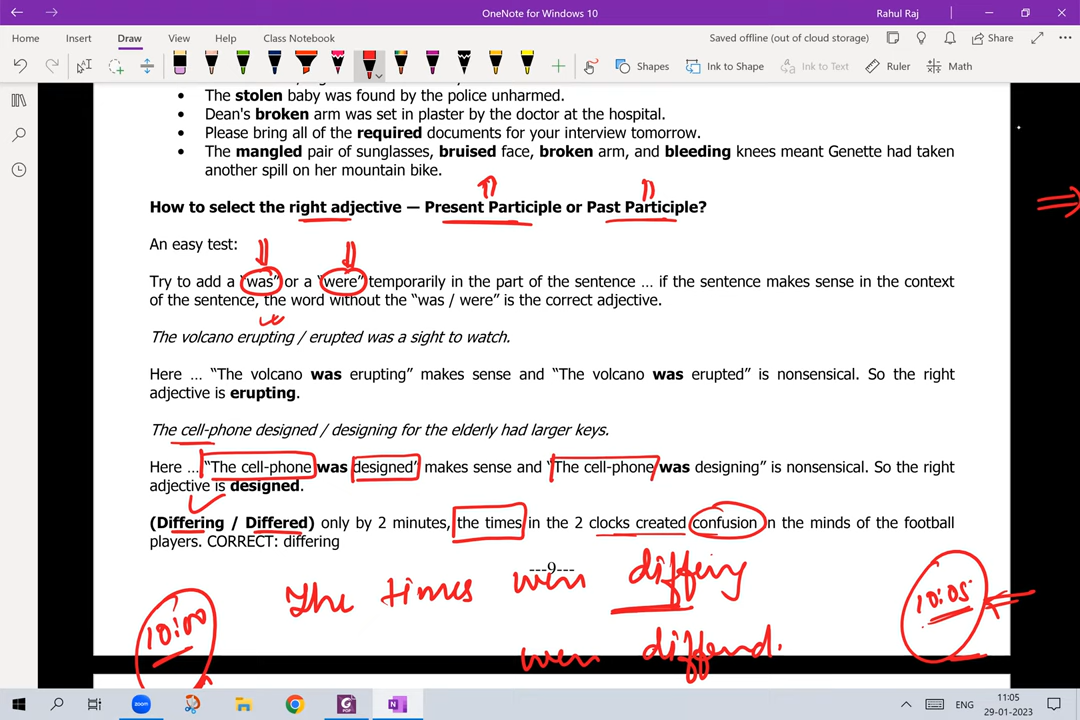 OneNote for Windows 10
Rahul Raj
Home Insert Draw View Help Class Notebook
Saved offline (out of cloud storage)
Share
Shapes Ink to Shape Ink to Text Ruler Math
• The stolen baby was found by the police unharmed.
• Dean's broken arm was set in plaster by the doctor at the hospital.
• Please bring all of the required documents for your interview tomorrow.
• The mangled pair of sunglasses, bruised face, broken arm, and bleeding knees meant Genette had taken
another spill on her mountain bike.
How to select the right adjective — Present Participle or Past Participle?
An easy test:
Try to add a “was” or a “were” temporarily in the part of the sentence … if the sentence makes sense in the context
of the sentence, the word without the “was / were” is the correct adjective.
The volcano erupting / erupted was a sight to watch.
Here … “The volcano was erupting” makes sense and “The volcano was erupted” is nonsensical. So the right
adjective is erupting.
The cell-phone designed / designing for the elderly had larger keys.
Here … “The cell-phone was designed” makes sense and “The cell-phone was designing” is nonsensical. So the right
adjective is designed.
(Differing / Differed) only by 2 minutes, the times in the 2 clocks created confusion in the minds of the football
players. CORRECT: differing
---9---
The times were differing
10:00
10:05
were differed.
zoom
POP
ENG
11:05
29-01-2023